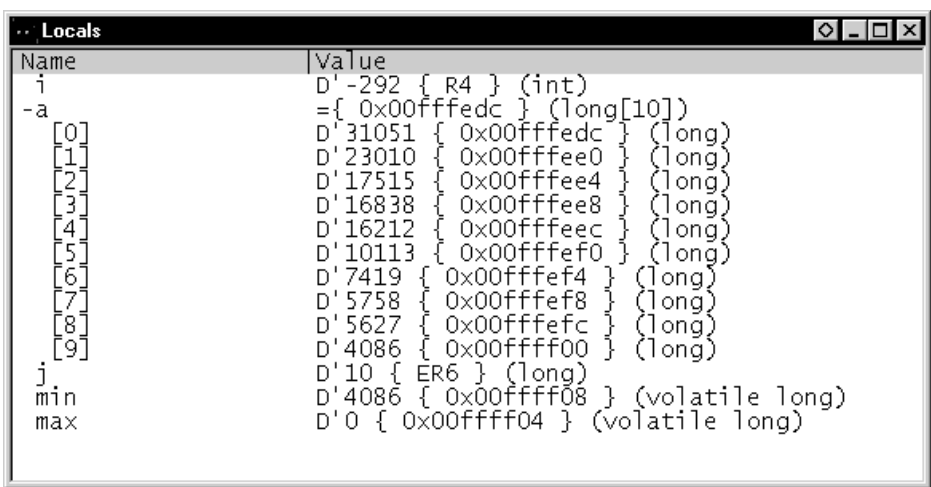 Locals
Name Value
i D'-292 { R4 } (int)
-a ={ 0x00fffedc } (long[10])
[0] D'31051 { 0x00fffedc } (long)
[1] D'23010 { 0x00fffee0 } (long)
[2] D'17515 { 0x00fffee4 } (long)
[3] D'16838 { 0x00fffee8 } (long)
[4] D'16212 { 0x00fffeec } (long)
[5] D'10113 { 0x00fffef0 } (long)
[6] D'7419 { 0x00fffef4 } (long)
[7] D'5758 { 0x00fffef8 } (long)
[8] D'5627 { 0x00fffefc } (long)
[9] D'4086 { 0x00ffff00 } (long)
j D'10 { ER6 } (long)
min D'4086 { 0x00ffff08 } (volatile long)
max D'0 { 0x00ffff04 } (volatile long)